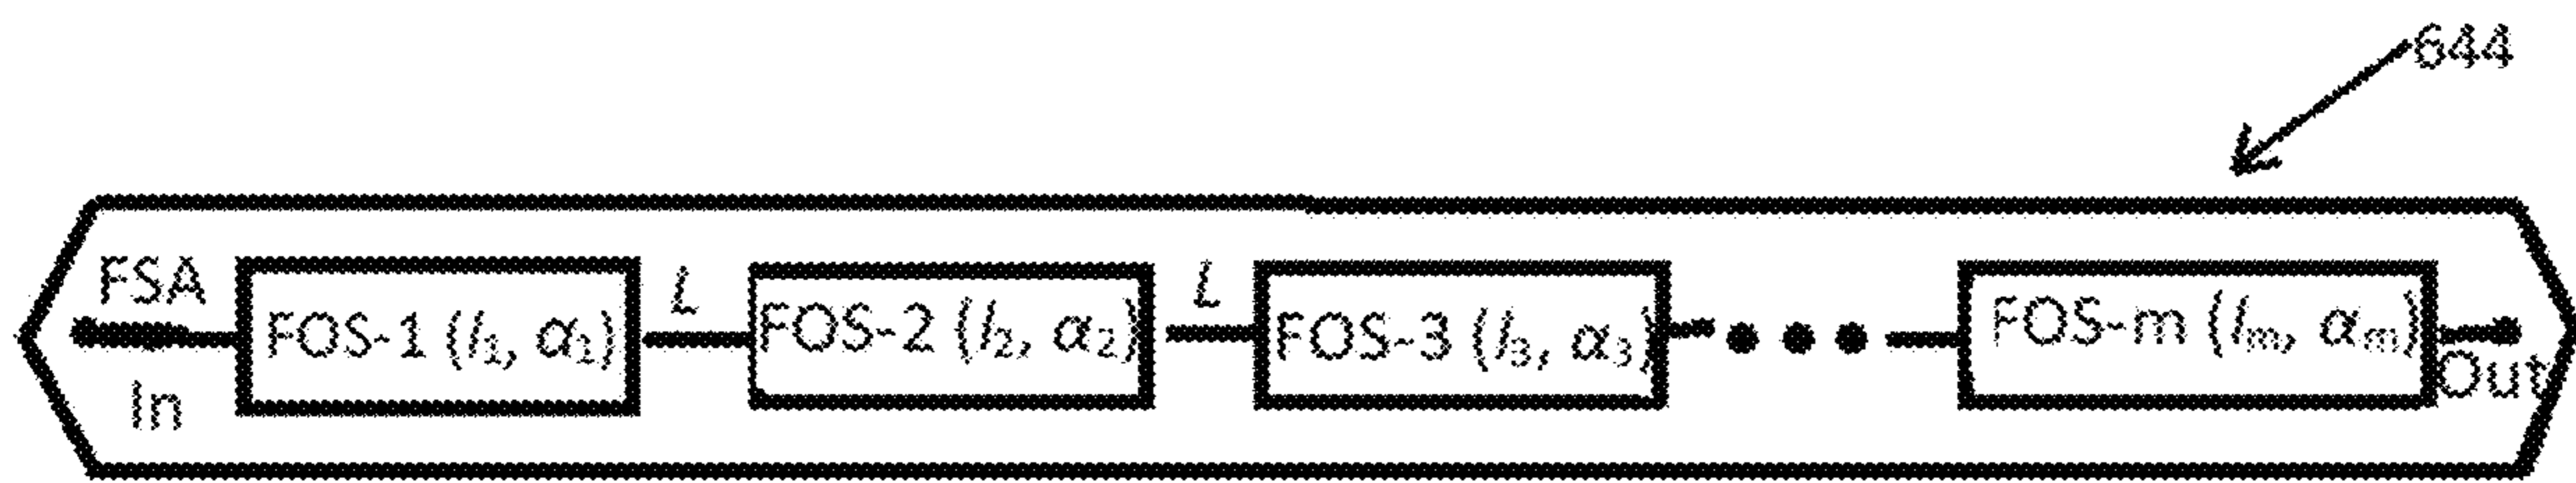 644
FSA
In
FOS-1 (l₁, α₁)
L
FOS-2 (l₂, α₂)
L
FOS-3 (l₃, α₃)
FOS-m (lₘ, αₘ)
Out